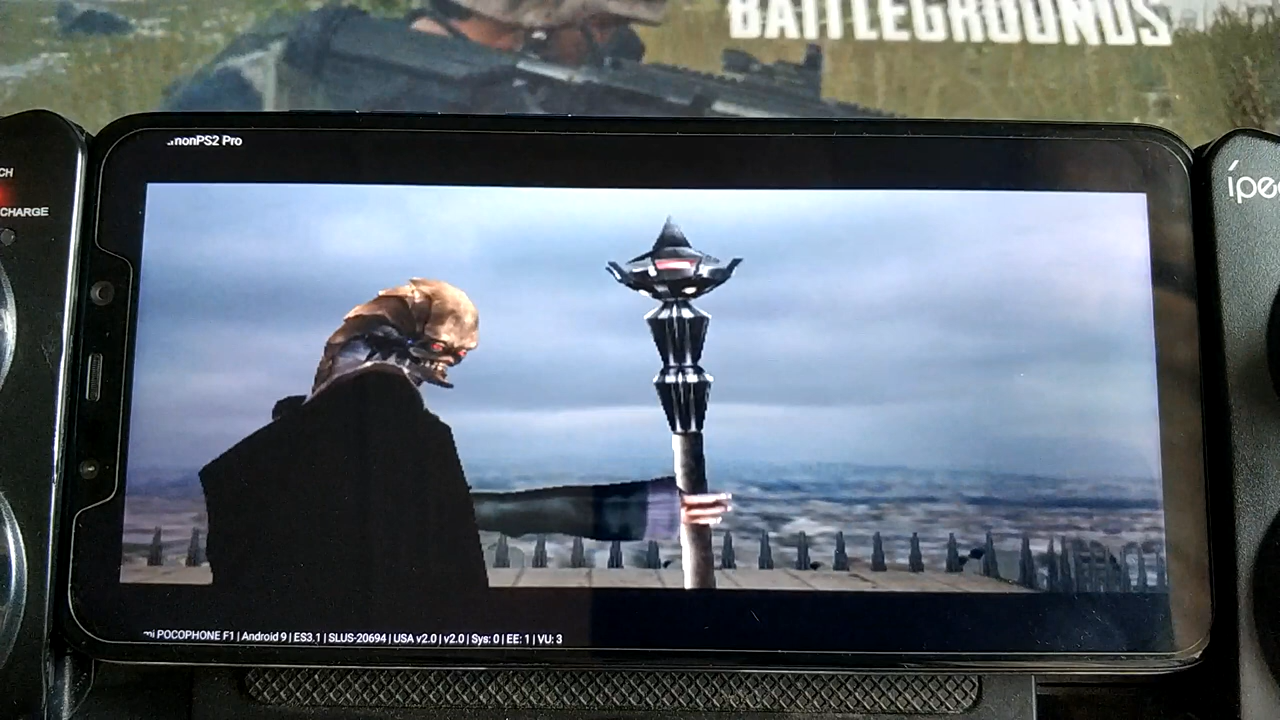 BATTLEGROUNDS
monPS2 Pro
CH
CHARGE
ipe
POCOPHONE F1 | Android 9 | ES3.1 | SLUS-20694 | USA v2.0 | v2.0 | Sys: 0 | EE: 1 | VU: 3